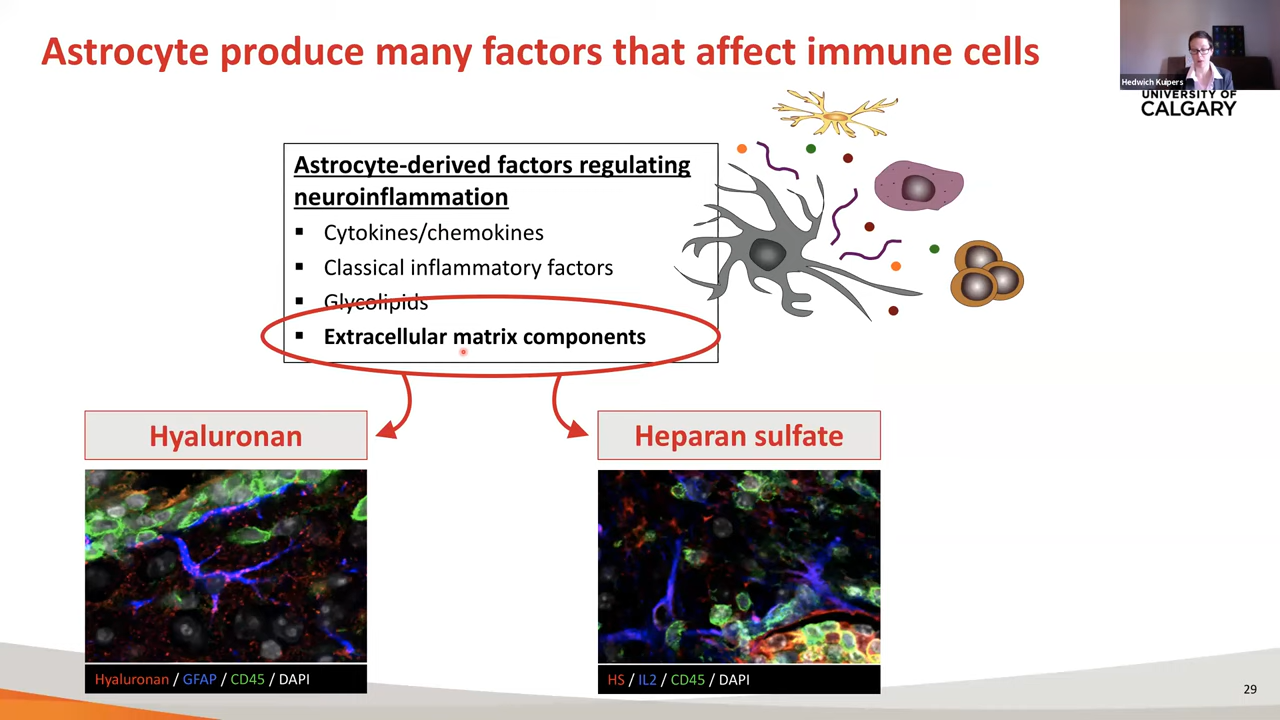 Astrocyte produce many factors that affect immune cells
Hedwich Kuipers
UNIVERSITY OF
CALGARY
Astrocyte-derived factors regulating
neuroinflammation
▪ Cytokines/chemokines
▪ Classical inflammatory factors
▪ Glycolipids
▪ Extracellular matrix components
Hyaluronan
Heparan sulfate
Hyaluronan / GFAP / CD45 / DAPI
HS / IL2 / CD45 / DAPI
29